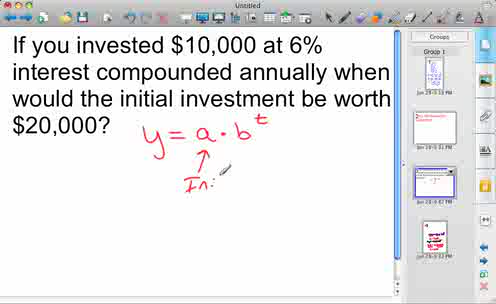 Untitled
If you invested $10,000 at 6%
interest compounded annually when
would the initial investment be worth
$20,000?
y = a · b^t
Groups
Group 1